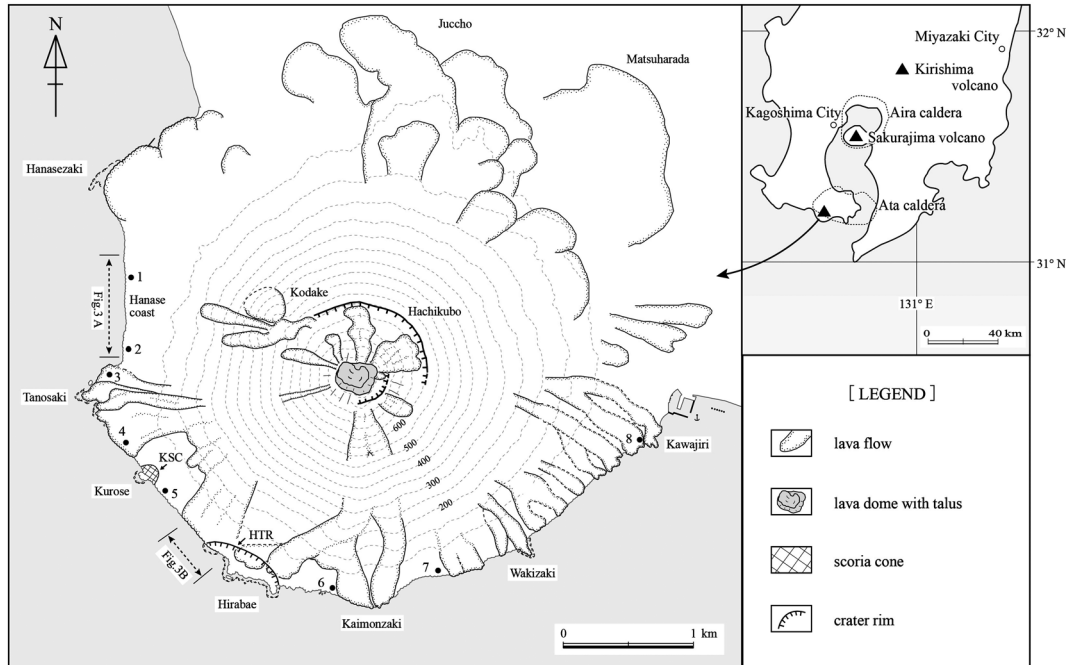 N
Juccho
Matsuharada
Hanasezaki
1
Hanase
coast
Fig.3 A
2
Kodake
Hachikubo
3
Tanosaki
4
KSC
Kurose
5
600
500
400
300
200
8
Kawajiri
HTR
Fig.3B
Hirabae
6
7
Wakizaki
Kaimonzaki
0
1
km
32° N
Miyazaki City
Kirishima
volcano
Kagoshima City
Aira caldera
Sakurajima volcano
Ata caldera
31° N
131° E
0
40 km
[ LEGEND ]
lava flow
lava dome with talus
scoria cone
crater rim